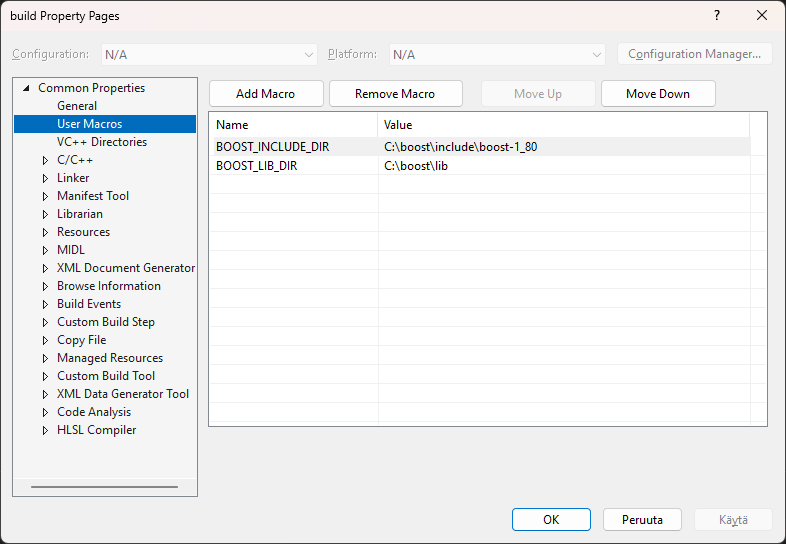 build Property Pages
?
Configuration: N/A Platform: N/A Configuration Manager...
Common Properties
General
User Macros
VC++ Directories
C/C++
Linker
Manifest Tool
Librarian
Resources
MIDL
XML Document Generator
Browse Information
Build Events
Custom Build Step
Copy File
Managed Resources
Custom Build Tool
XML Data Generator Tool
Code Analysis
HLSL Compiler
Add Macro Remove Macro Move Up Move Down
Name Value
BOOST_INCLUDE_DIR C:\boost\include\boost-1_80
BOOST_LIB_DIR C:\boost\lib
OK Peruuta Käytä